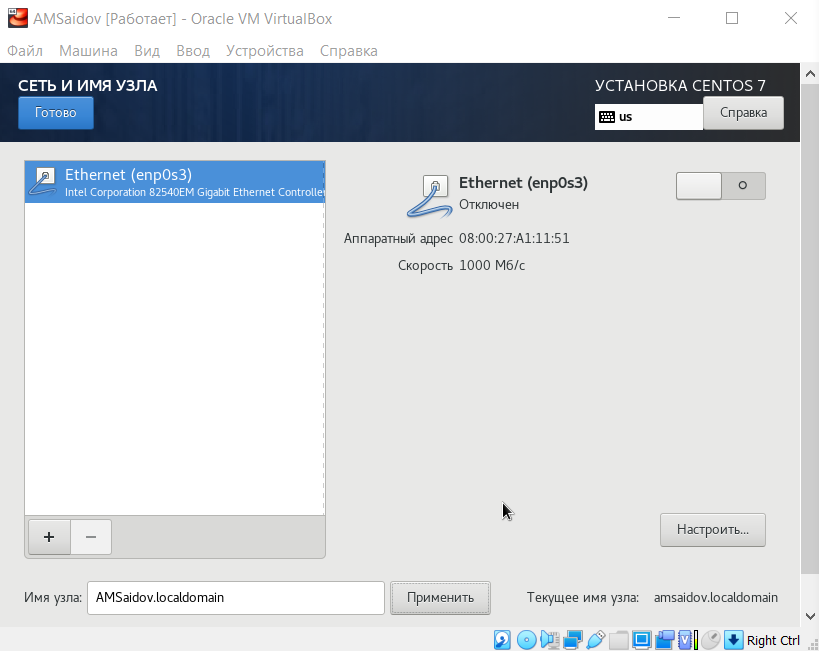 AMSaidov [Работает] - Oracle VM VirtualBox
Файл Машина Вид Ввод Устройства Справка
СЕТЬ И ИМЯ УЗЛА
УСТАНОВКА CENTOS 7
Готово
us
Справка
Ethernet (enp0s3)
Intel Corporation 82540EM Gigabit Ethernet Controller
Ethernet (enp0s3)
Отключен
Аппаратный адрес 08:00:27:A1:11:51
Скорость 1000 Мб/с
+ −
Настроить...
Имя узла: AMSaidov.localdomain Применить Текущее имя узла: amsaidov.localdomain
Right Ctrl